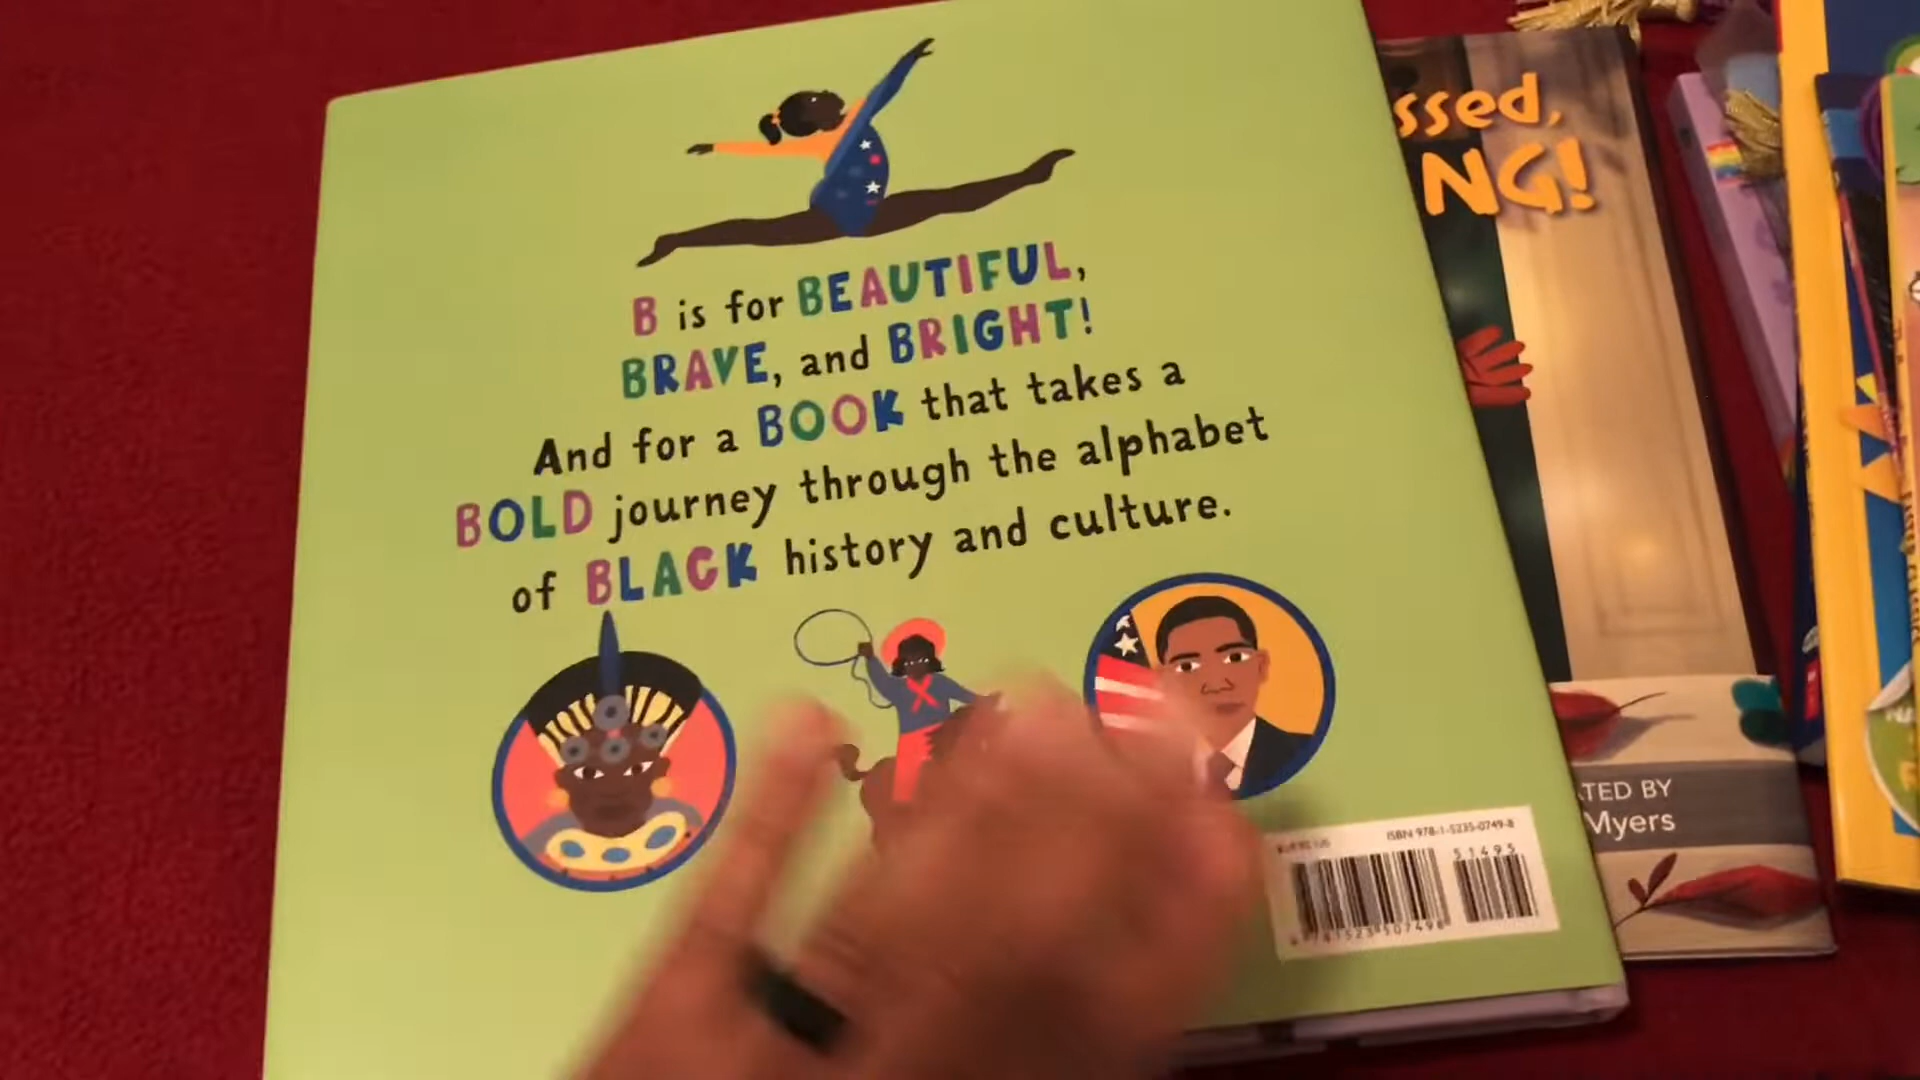 B is for BEAUTIFUL,
BRAVE, and BRIGHT!
And for a BOOK that takes a
BOLD journey through the alphabet
of BLACK history and culture.
ISBN 978-1-5235-0749-8
51495
ssed,
NG!
TED BY
Myers